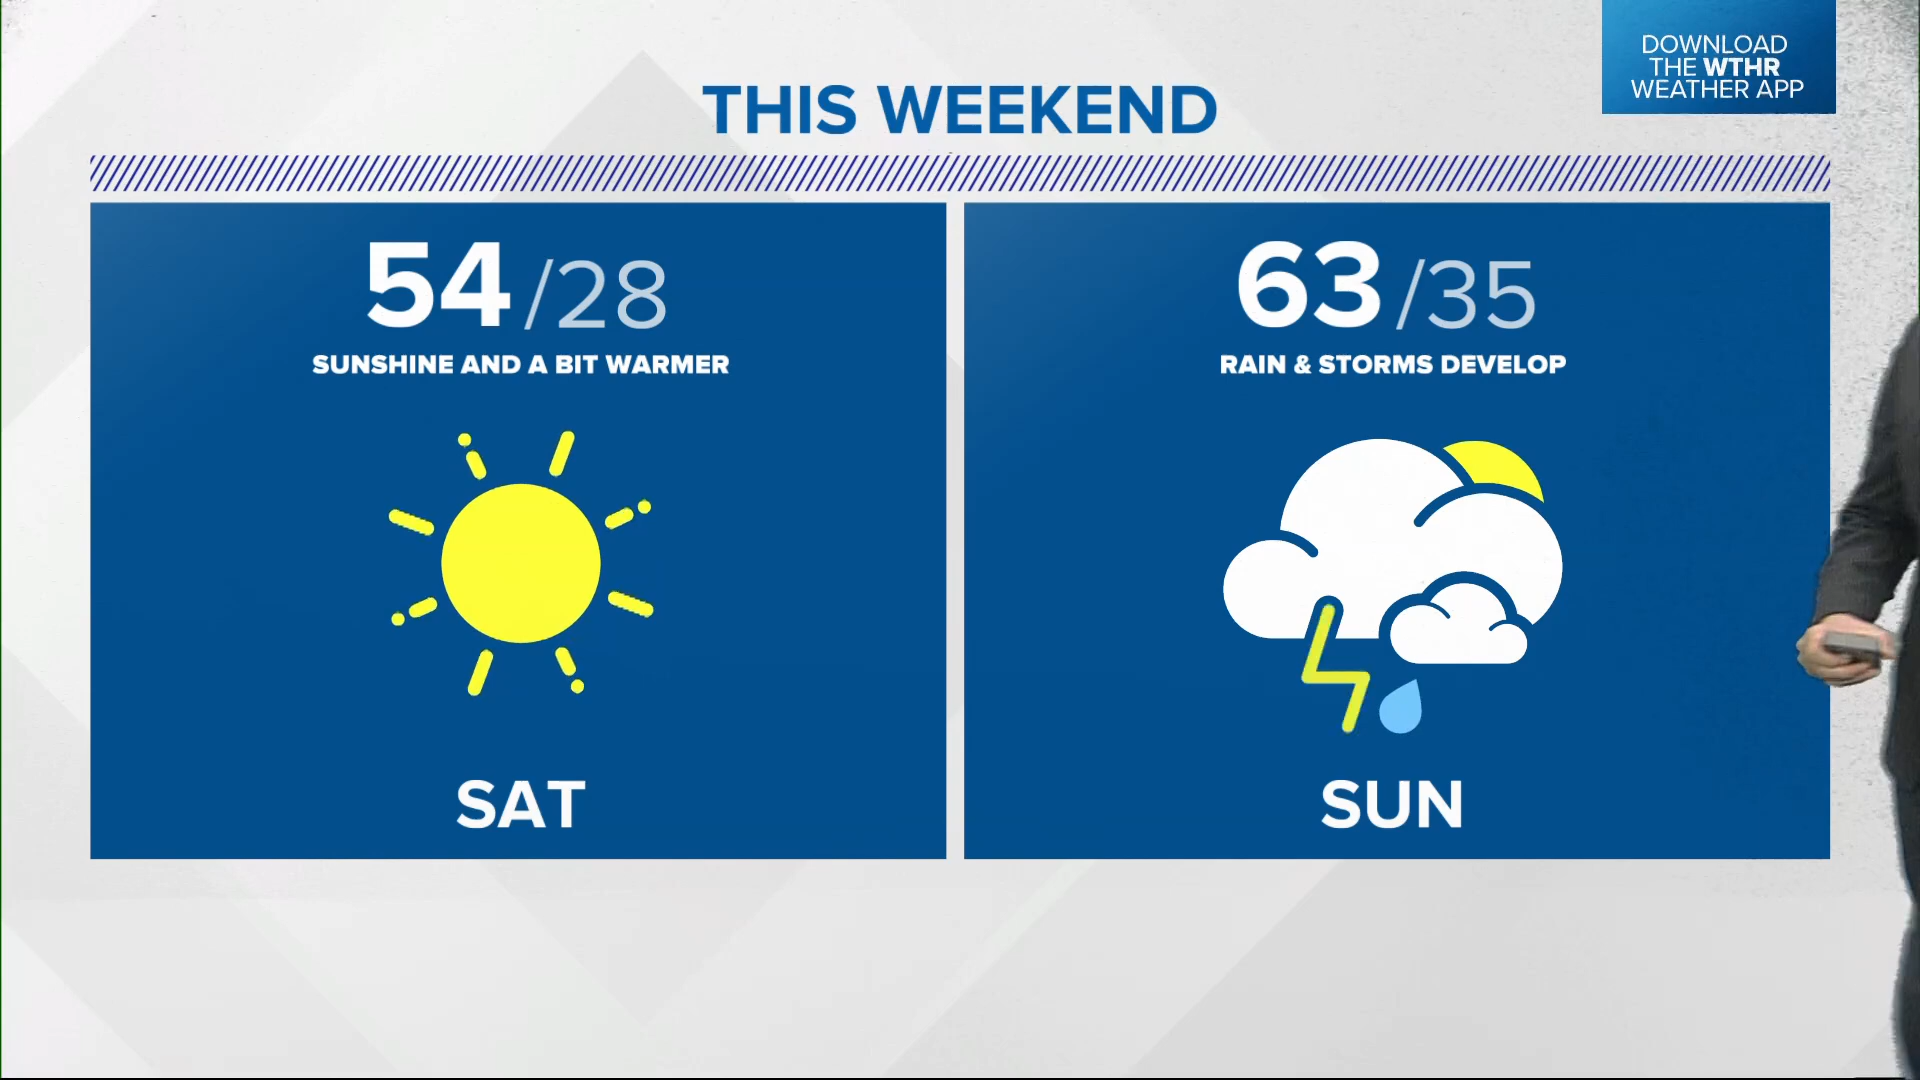 DOWNLOAD
THE WTHR
WEATHER APP
THIS WEEKEND
54/28
SUNSHINE AND A BIT WARMER
SAT
63/35
RAIN & STORMS DEVELOP
SUN